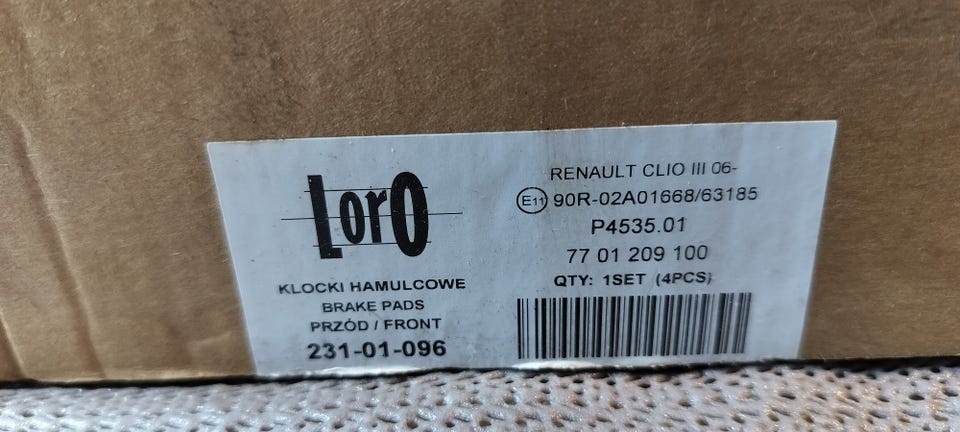 LorO
KLOCKI HAMULCOWE
BRAKE PADS
PRZÓD / FRONT
231-01-096
RENAULT CLIO III 06-
E11 90R-02A01668/63185
P4535.01
77 01 209 100
QTY: 1SET (4PCS)